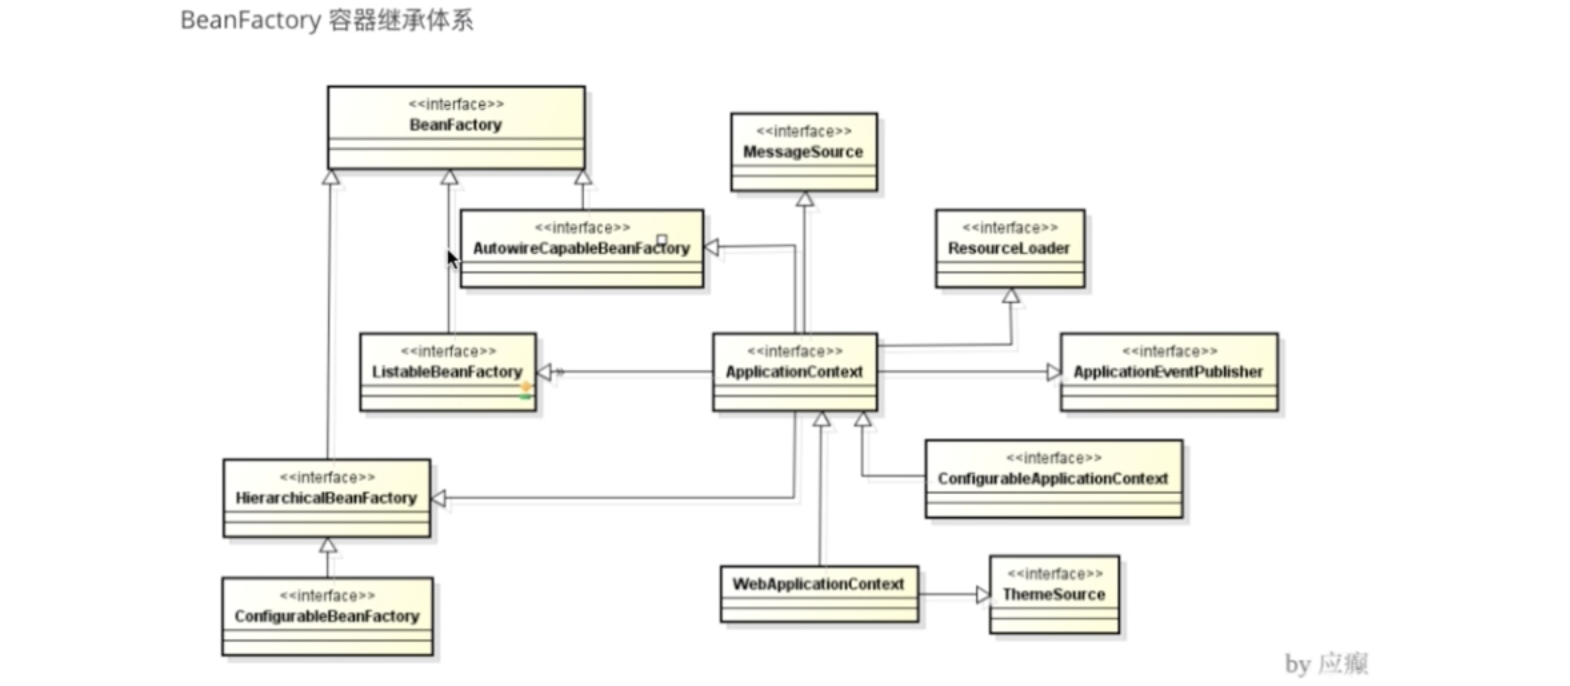 BeanFactory 容器继承体系
<<interface>>
BeanFactory
<<interface>>
MessageSource
<<interface>>
AutowireCapableBeanFactory
<<interface>>
ResourceLoader
<<interface>>
ListableBeanFactory
<<interface>>
ApplicationContext
<<interface>>
ApplicationEventPublisher
<<interface>>
HierarchicalBeanFactory
<<interface>>
ConfigurableApplicationContext
<<interface>>
ConfigurableBeanFactory
WebApplicationContext
<<interface>>
ThemeSource
by 应癫